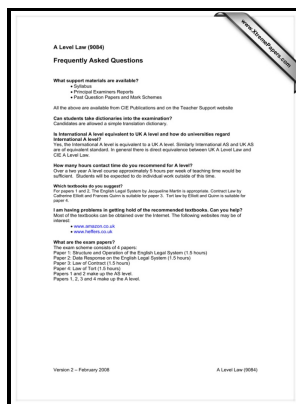 www.XtremePapers.com
A Level Law (9084)
Frequently Asked Questions
What support materials are available?
• Syllabus
• Principal Examiners Reports
• Past Question Papers and Mark Schemes
All the above are available from CIE Publications and on the Teacher Support website
Can students take dictionaries into the examination?
Candidates are allowed a simple translation dictionary.
Is International A level equivalent to UK A level and how do universities regard
International A level?
Yes, the International A level is equivalent to a UK A level. Similarly International AS and UK AS
are of equivalent standard. In general there is direct equivalence between UK A Level Law and
CIE A Level Law.
How many hours contact time do you recommend for A level?
Over a two year A level course approximately 5 hours per week of teaching time would be
sufficient. Students will be expected to do individual work outside of this time.
Which textbooks do you suggest?
For papers 1 and 2, The English Legal System by Jacqueline Martin is appropriate. Contract Law by
Catherine Elliott and Frances Quinn is suitable for paper 3. Tort law by Elliott and Quinn is suitable for
paper 4.
I am having problems in getting hold of the recommended textbooks. Can you help?
Most of the textbooks can be obtained over the Internet. The following websites may be of
interest:
• www.amazon.co.uk
• www.heffers.co.uk
What are the exam papers?
The exam scheme consists of 4 papers:
Paper 1: Structure and Operation of the English Legal System (1.5 hours)
Paper 2: Data Response on the English Legal System (1.5 hours)
Paper 3: Law of Contract (1.5 hours)
Paper 4: Law of Tort (1.5 hours)
Papers 1 and 2 make up the AS level.
Papers 1, 2, 3 and 4 make up the A level.
Version 2 – February 2008
A Level Law (9084)